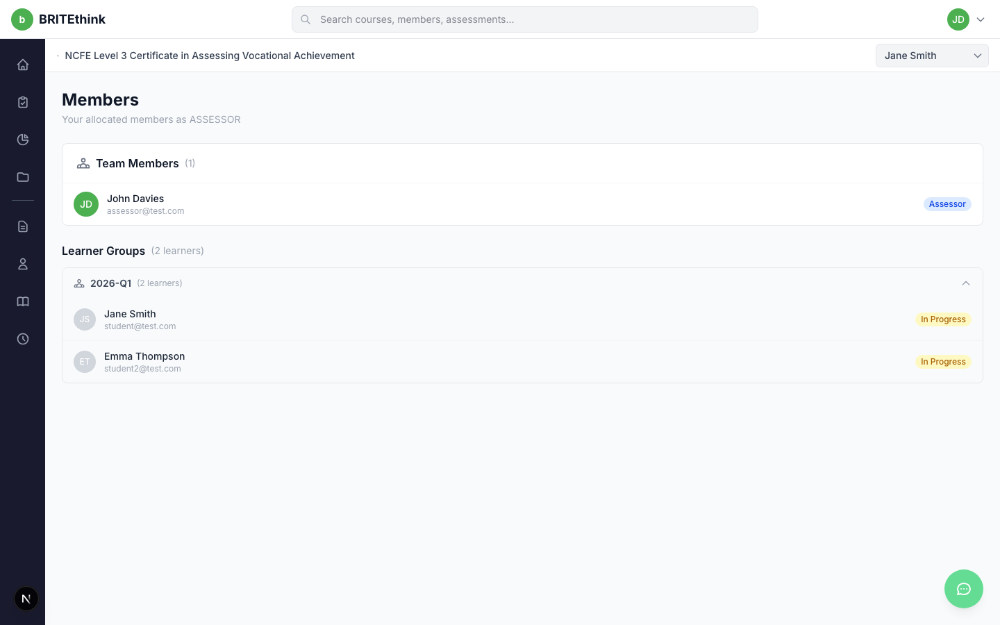 b BRITEthink
Search courses, members, assessments...
JD
· NCFE Level 3 Certificate in Assessing Vocational Achievement
Jane Smith
Members
Your allocated members as ASSESSOR
Team Members (1)
JD
John Davies
assessor@test.com
Assessor
Learner Groups (2 learners)
2026-Q1 (2 learners)
JS
Jane Smith
student@test.com
In Progress
ET
Emma Thompson
student2@test.com
In Progress
N